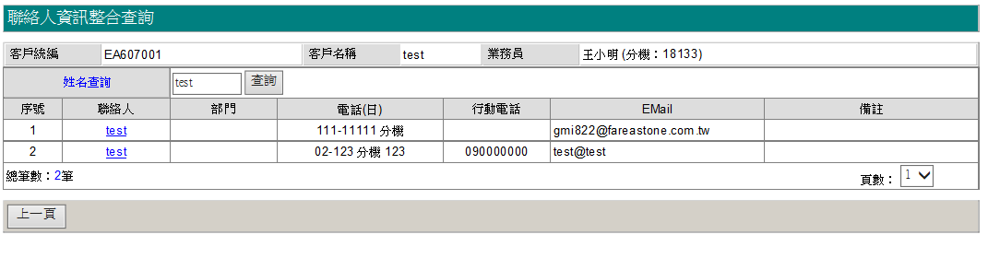 聯絡人資訊整合查詢
客戶統編 EA607001 客戶名稱 test 業務員 王小明 (分機：18133)
姓名查詢 test 查詢
序號 聯絡人 部門 電話(日) 行動電話 EMail 備註
1 test 111-11111 分機 gmi822@fareastone.com.tw
2 test 02-123 分機 123 090000000 test@test
總筆數：2筆 頁數： 1
上一頁